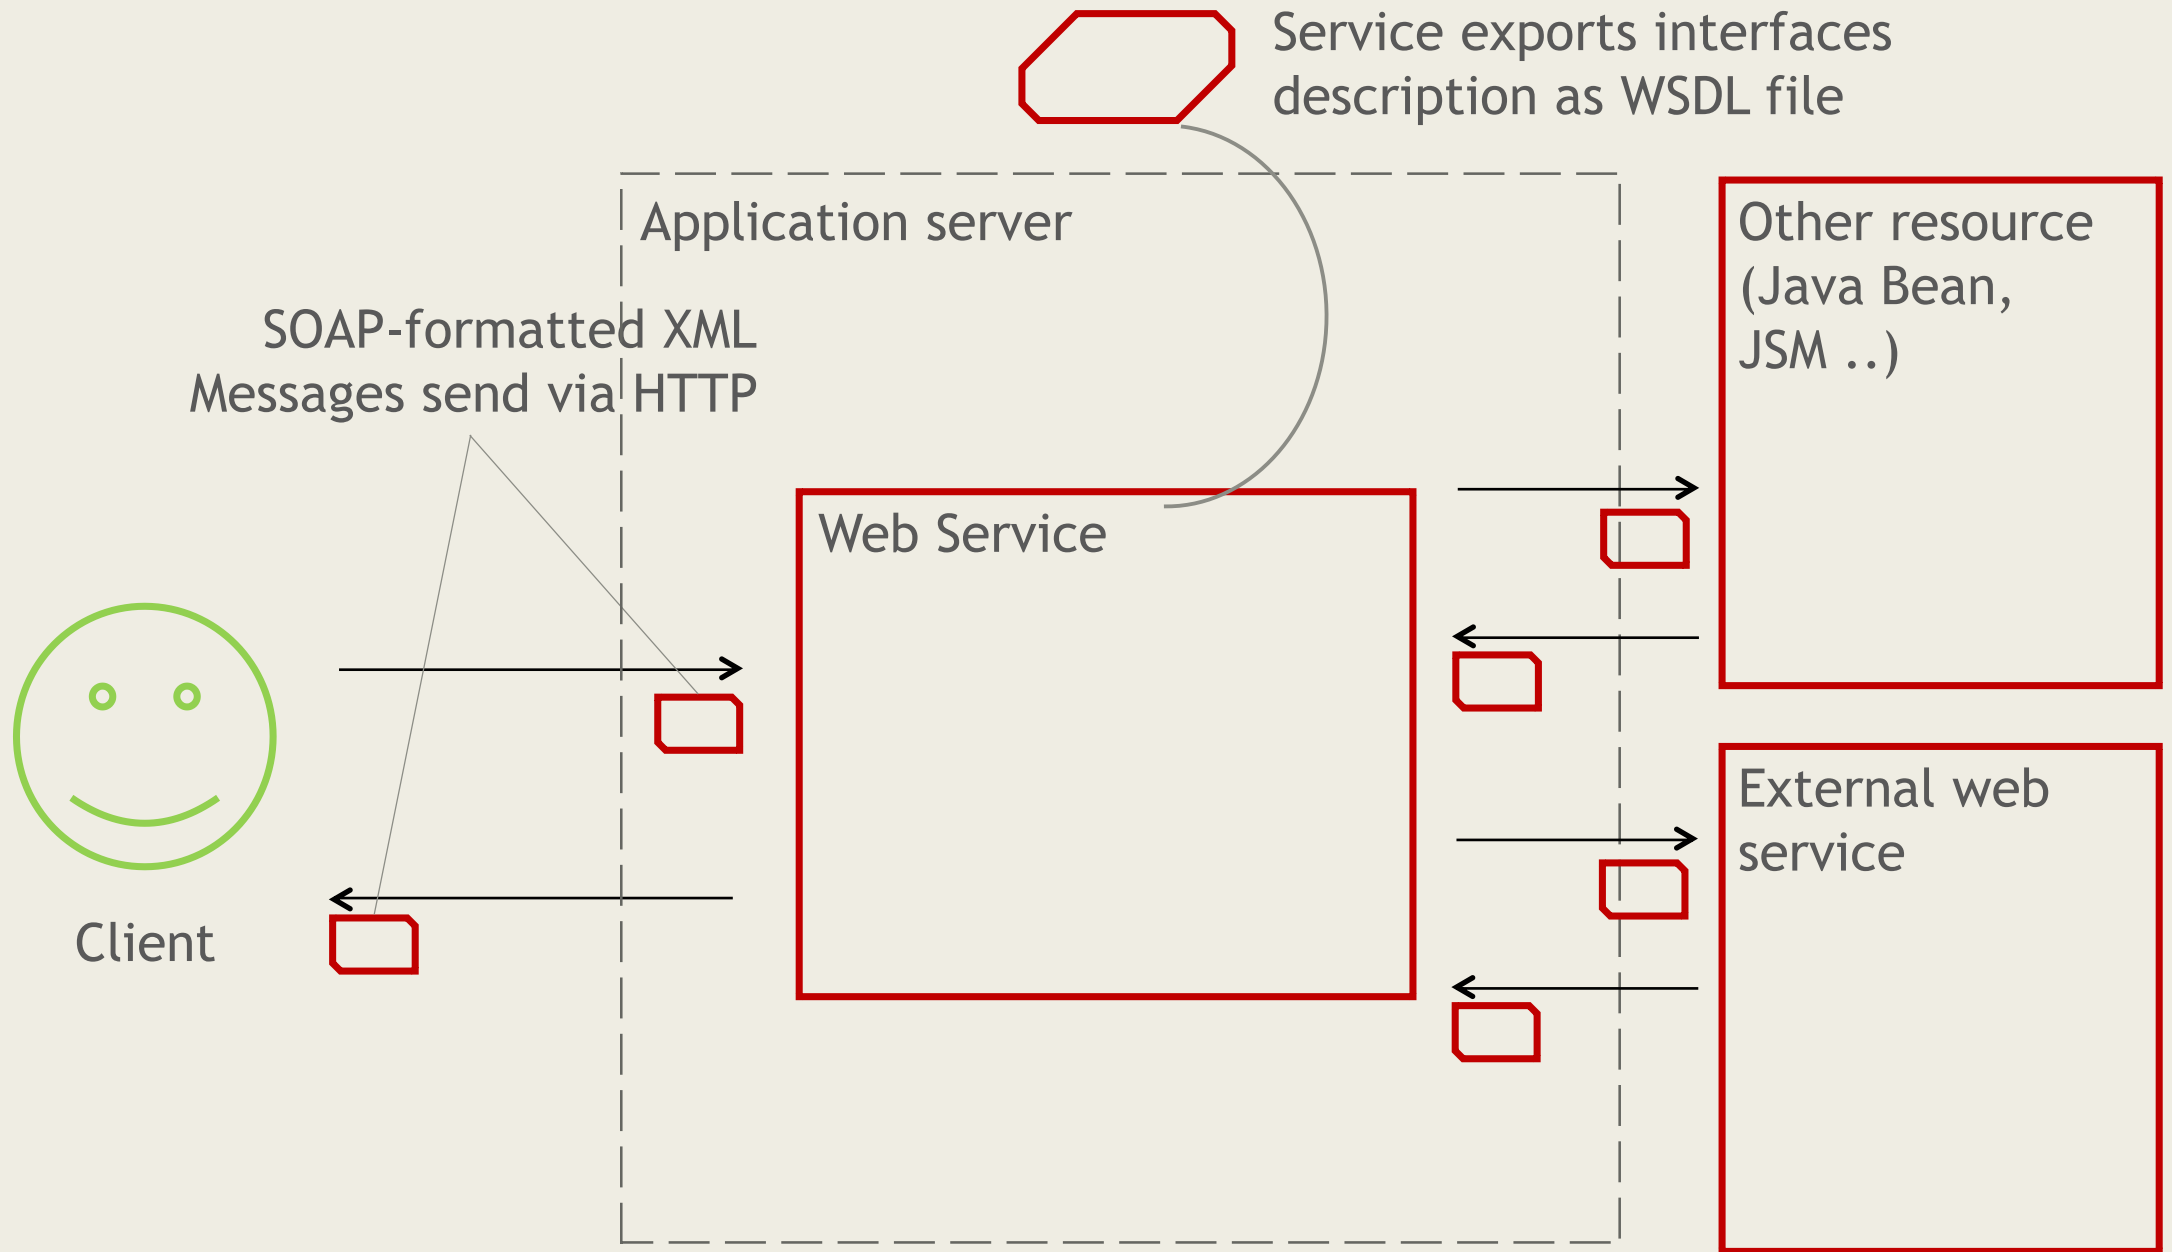 Service exports interfaces
description as WSDL file
Application server
Other resource
(Java Bean,
JSM ..)
SOAP-formatted XML
Messages send via HTTP
Web Service
External web
service
Client